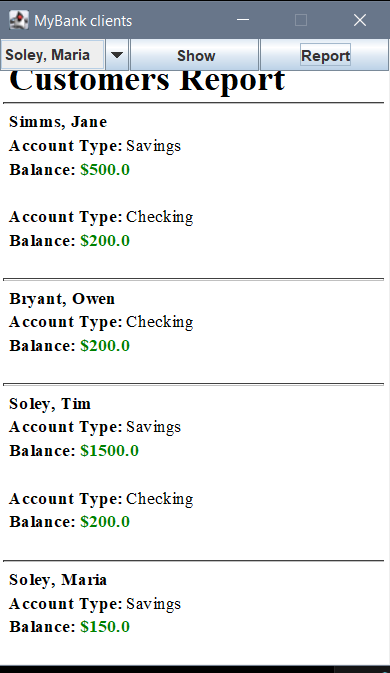 MyBank clients
Soley, Maria Show Report
Customers Report
Simms, Jane
Account Type: Savings
Balance: $500.0
Account Type: Checking
Balance: $200.0
Bryant, Owen
Account Type: Checking
Balance: $200.0
Soley, Tim
Account Type: Savings
Balance: $1500.0
Account Type: Checking
Balance: $200.0
Soley, Maria
Account Type: Savings
Balance: $150.0